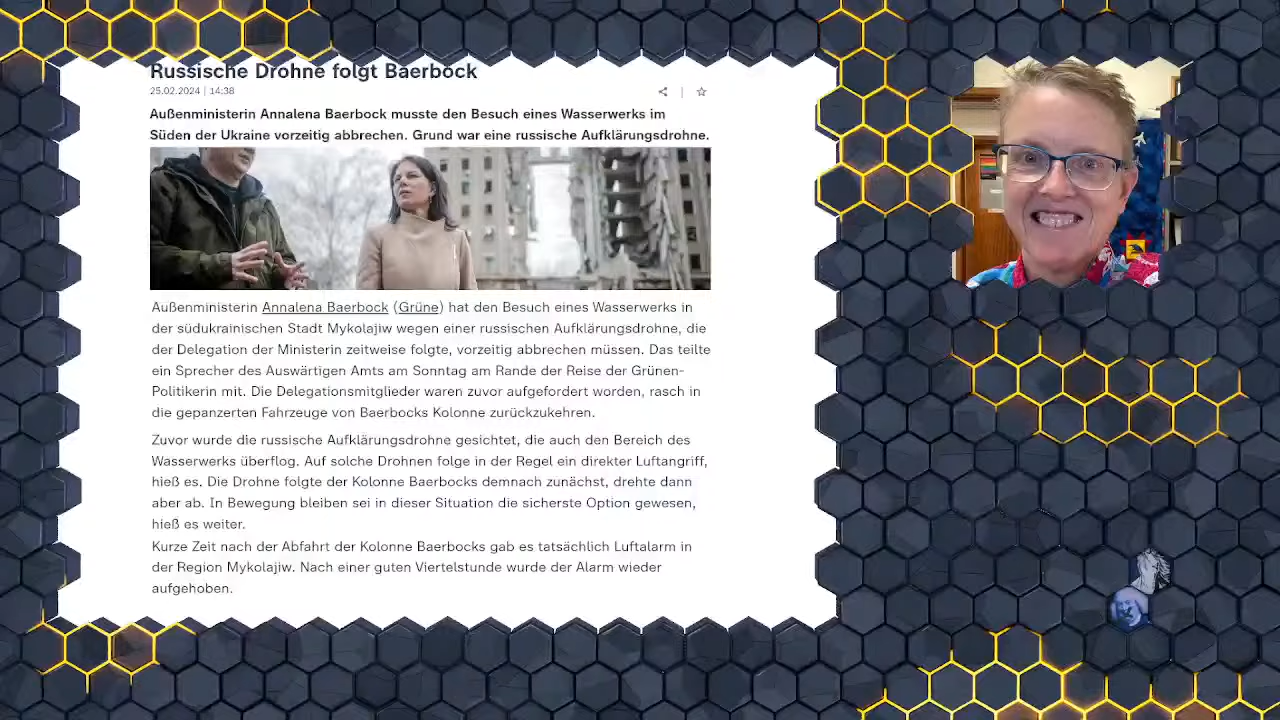 Russische Drohne folgt Baerbock
25.02.2024 | 14:38
Außenministerin Annalena Baerbock musste den Besuch eines Wasserwerks im
Süden der Ukraine vorzeitig abbrechen. Grund war eine russische Aufklärungsdrohne.
Außenministerin Annalena Baerbock (Grüne) hat den Besuch eines Wasserwerks in
der südukrainischen Stadt Mykolajiw wegen einer russischen Aufklärungsdrohne, die
der Delegation der Ministerin zeitweise folgte, vorzeitig abbrechen müssen. Das teilte
ein Sprecher des Auswärtigen Amts am Sonntag am Rande der Reise der Grünen-
Politikerin mit. Die Delegationsmitglieder waren zuvor aufgefordert worden, rasch in
die gepanzerten Fahrzeuge von Baerbocks Kolonne zurückzukehren.
Zuvor wurde die russische Aufklärungsdrohne gesichtet, die auch den Bereich des
Wasserwerks überflog. Auf solche Drohnen folge in der Regel ein direkter Luftangriff,
hieß es. Die Drohne folgte der Kolonne Baerbocks demnach zunächst, drehte dann
aber ab. In Bewegung bleiben sei in dieser Situation die sicherste Option gewesen,
hieß es weiter.
Kurze Zeit nach der Abfahrt der Kolonne Baerbocks gab es tatsächlich Luftalarm in
der Region Mykolajiw. Nach einer guten Viertelstunde wurde der Alarm wieder
aufgehoben.